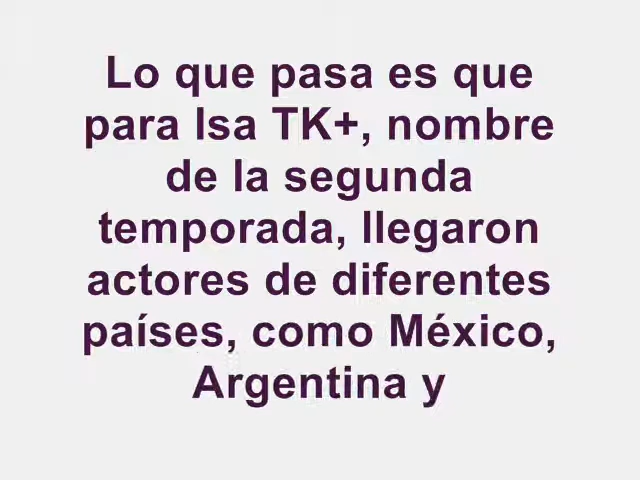 Lo que pasa es que
para Isa TK+, nombre
de la segunda
temporada, llegaron
actores de diferentes
países, como México,
Argentina y